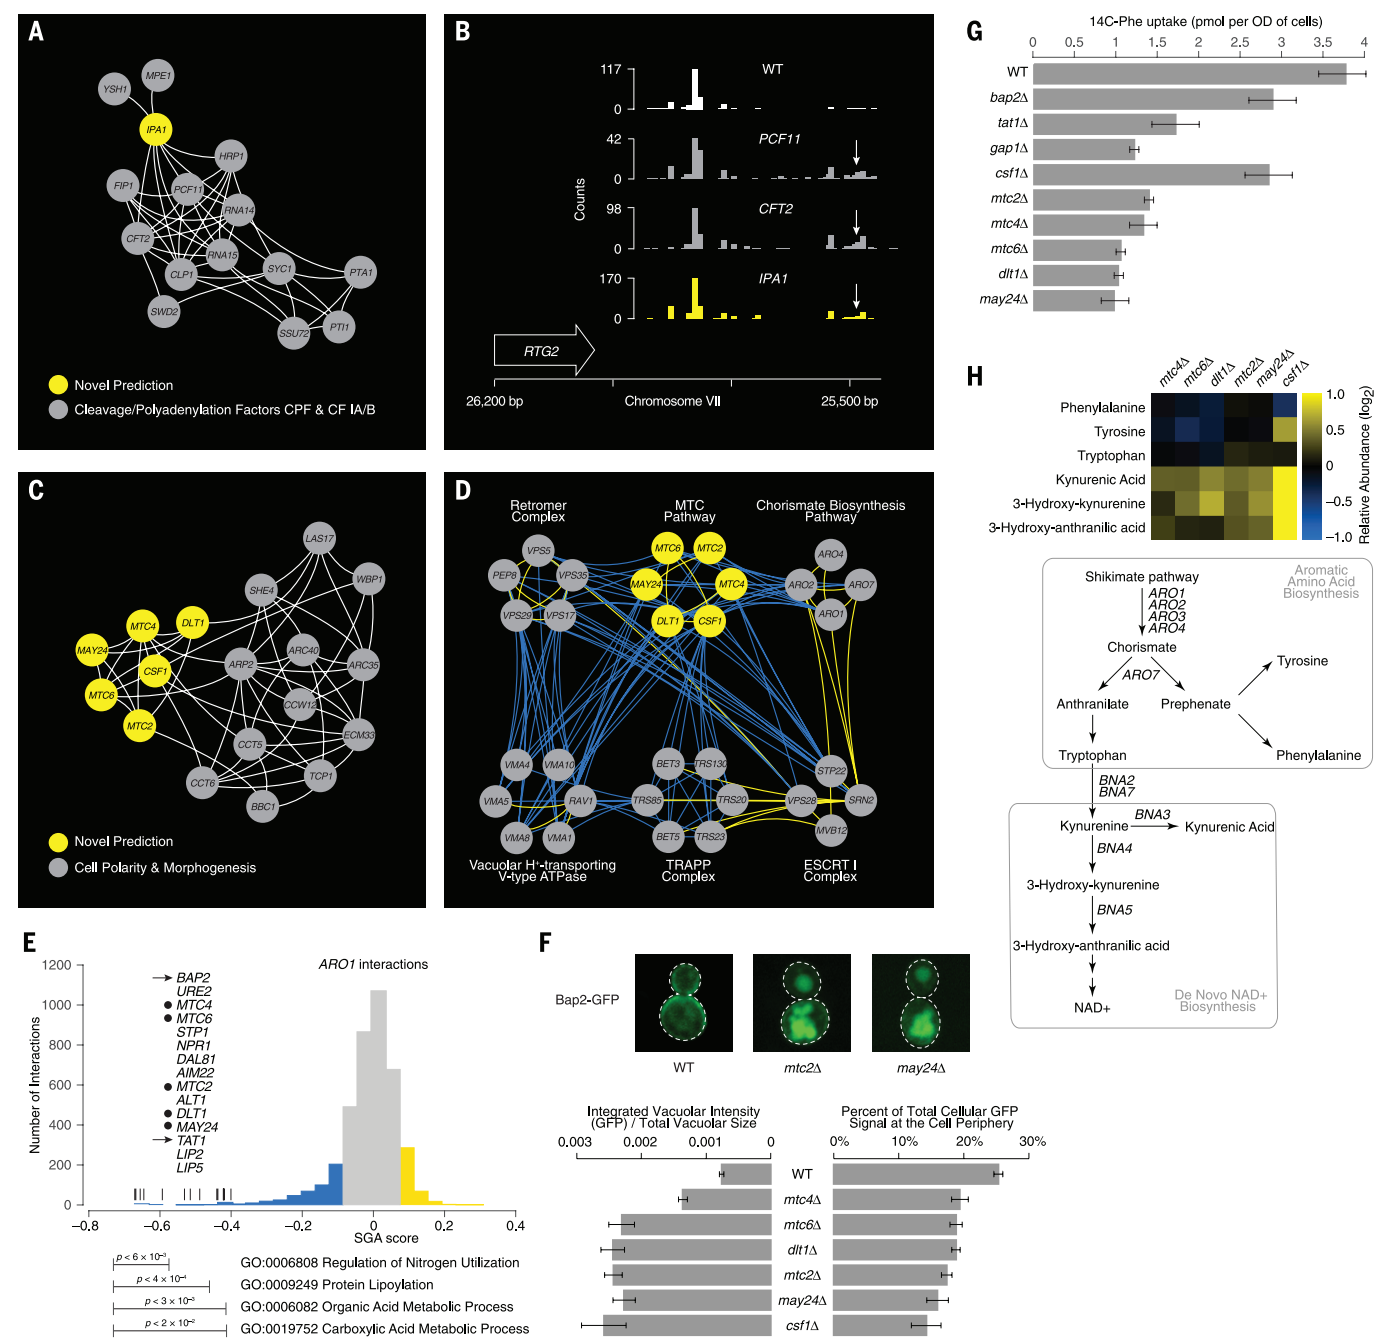 A
MPE1
YSH1
IPA1
HRP1
FIP1
PCF11
RNA14
CFT2
RNA15
CLP1
SYC1
PTA1
SWD2
SSU72
PTI1
Novel Prediction
Cleavage/Polyadenylation Factors CPF & CF IA/B
B
117
0
WT
42
0
PCF11
Counts
98
0
CFT2
170
0
IPA1
RTG2
26,200 bp
Chromosome VII
25,500 bp
C
LAS17
WBP1
SHE4
MTC4
DLT1
MAY24
CSF1
ARP2
ARC40
ARC35
MTC6
CCW12
MTC2
ECM33
CCT5
TCP1
CCT6
BBC1
Novel Prediction
Cell Polarity & Morphogenesis
D
Retromer
Complex
MTC
Pathway
Chorismate Biosynthesis
Pathway
VPS5
PEP8
VPS35
VPS29
VPS17
MTC6
MTC2
MAY24
MTC4
DLT1
CSF1
ARO4
ARO2
ARO7
ARO1
VMA4
VMA10
VMA5
RAV1
VMA8
VMA1
BET3
TRS130
TRS85
TRS20
BET5
TRS23
STP22
VPS28
SRN2
MVB12
Vacuolar H+-transporting
V-type ATPase
TRAPP
Complex
ESCRT I
Complex
E
ARO1 interactions
Number of Interactions
1200
1000
800
600
400
200
0
BAP2
URE2
MTC4
MTC6
STP1
NPR1
DAL81
AIM22
MTC2
ALT1
DLT1
MAY24
TAT1
LIP2
LIP5
−0.8
−0.6
−0.4
−0.2
0
0.2
0.4
SGA score
p < 6 × 10⁻³
GO:0006808 Regulation of Nitrogen Utilization
p < 4 × 10⁻⁴
GO:0009249 Protein Lipoylation
p < 3 × 10⁻³
GO:0006082 Organic Acid Metabolic Process
p < 2 × 10⁻²
GO:0019752 Carboxylic Acid Metabolic Process
F
Bap2-GFP
WT
mtc2Δ
may24Δ
Integrated Vacuolar Intensity
(GFP) / Total Vacuolar Size
0.003
0.002
0.001
0
Percent of Total Cellular GFP
Signal at the Cell Periphery
0%
10%
20%
30%
WT
mtc4Δ
mtc6Δ
dlt1Δ
mtc2Δ
may24Δ
csf1Δ
G
14C-Phe uptake (pmol per OD of cells)
0
0.5
1
1.5
2
2.5
3
3.5
4
WT
bap2Δ
tat1Δ
gap1Δ
csf1Δ
mtc2Δ
mtc4Δ
mtc6Δ
dlt1Δ
may24Δ
H
mtc4Δ
mtc6Δ
dlt1Δ
mtc2Δ
may24Δ
csf1Δ
Phenylalanine
Tyrosine
Tryptophan
Kynurenic Acid
3-Hydroxy-kynurenine
3-Hydroxy-anthranilic acid
1.0
0.5
0
−0.5
−1.0
Relative Abundance (log2)
Shikimate pathway
Aromatic
Amino Acid
Biosynthesis
ARO1
ARO2
ARO3
ARO4
Chorismate
ARO7
Tyrosine
Anthranilate
Prephenate
Tryptophan
Phenylalanine
BNA2
BNA7
Kynurenine
BNA3
Kynurenic Acid
BNA4
3-Hydroxy-kynurenine
BNA5
3-Hydroxy-anthranilic acid
NAD+
De Novo NAD+
Biosynthesis